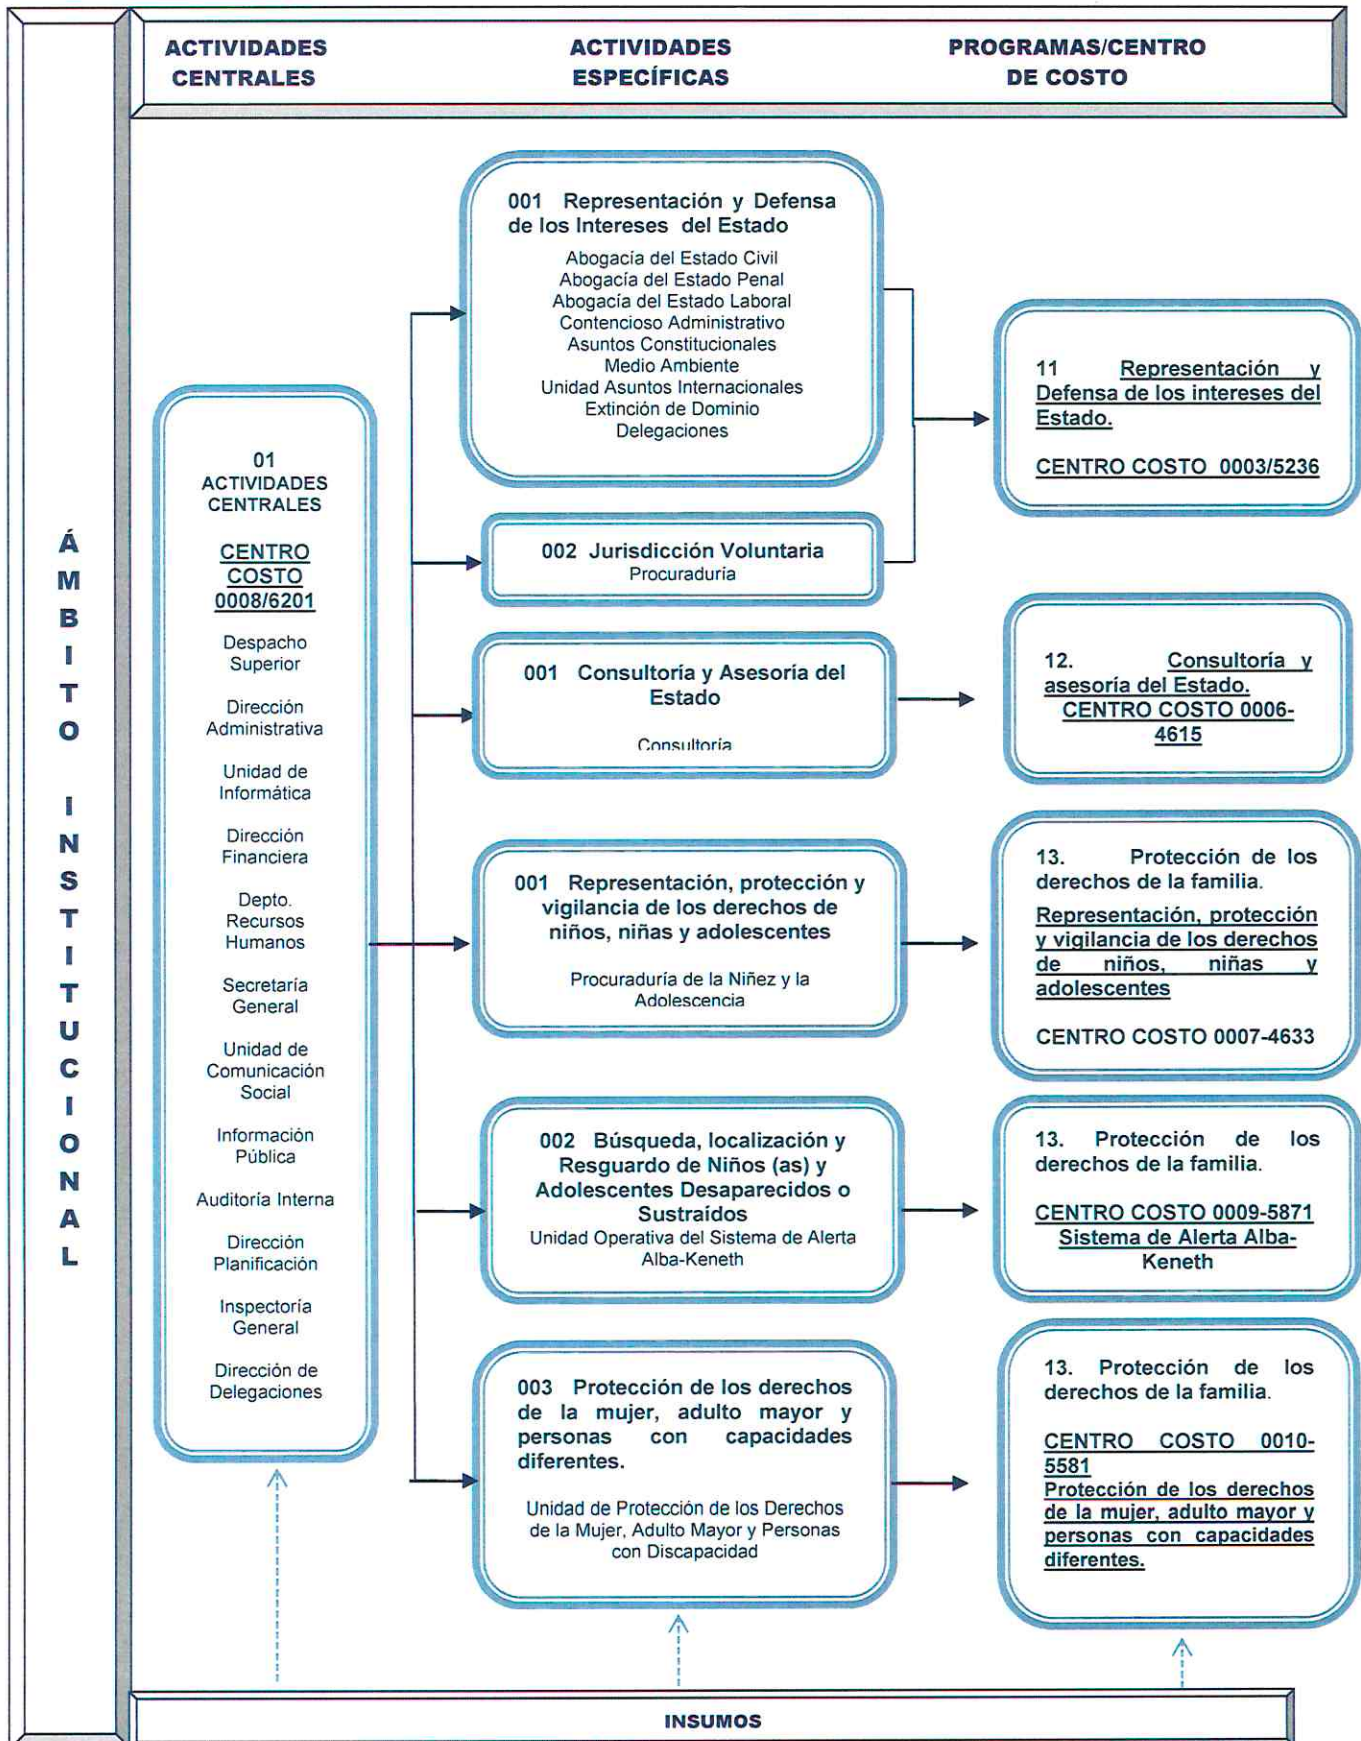 ACTIVIDADES
CENTRALES
ACTIVIDADES
ESPECÍFICAS
PROGRAMAS/CENTRO
DE COSTO
ÁMBITO INSTITUCIONAL
01
ACTIVIDADES
CENTRALES
CENTRO
COSTO
0008/6201
Despacho
Superior
Dirección
Administrativa
Unidad de
Informática
Dirección
Financiera
Depto.
Recursos
Humanos
Secretaría
General
Unidad de
Comunicación
Social
Información
Pública
Auditoría Interna
Dirección
Planificación
Inspectoría
General
Dirección de
Delegaciones
001 Representación y Defensa
de los Intereses del Estado
Abogacía del Estado Civil
Abogacía del Estado Penal
Abogacía del Estado Laboral
Contencioso Administrativo
Asuntos Constitucionales
Medio Ambiente
Unidad Asuntos Internacionales
Extinción de Dominio
Delegaciones
002 Jurisdicción Voluntaria
Procuraduría
001 Consultoría y Asesoría del
Estado
Consultoría
001 Representación, protección y
vigilancia de los derechos de
niños, niñas y adolescentes
Procuraduría de la Niñez y la
Adolescencia
002 Búsqueda, localización y
Resguardo de Niños (as) y
Adolescentes Desaparecidos o
Sustraídos
Unidad Operativa del Sistema de Alerta
Alba-Keneth
003 Protección de los derechos
de la mujer, adulto mayor y
personas con capacidades
diferentes.
Unidad de Protección de los Derechos
de la Mujer, Adulto Mayor y Personas
con Discapacidad
11 Representación y
Defensa de los intereses del
Estado.
CENTRO COSTO 0003/5236
12. Consultoría y
asesoría del Estado.
CENTRO COSTO 0006-
4615
13. Protección de los
derechos de la familia.
Representación, protección
y vigilancia de los derechos
de niños, niñas y
adolescentes
CENTRO COSTO 0007-4633
13. Protección de los
derechos de la familia.
CENTRO COSTO 0009-5871
Sistema de Alerta Alba-
Keneth
13. Protección de los
derechos de la familia.
CENTRO COSTO 0010-
5581
Protección de los derechos
de la mujer, adulto mayor y
personas con capacidades
diferentes.
INSUMOS